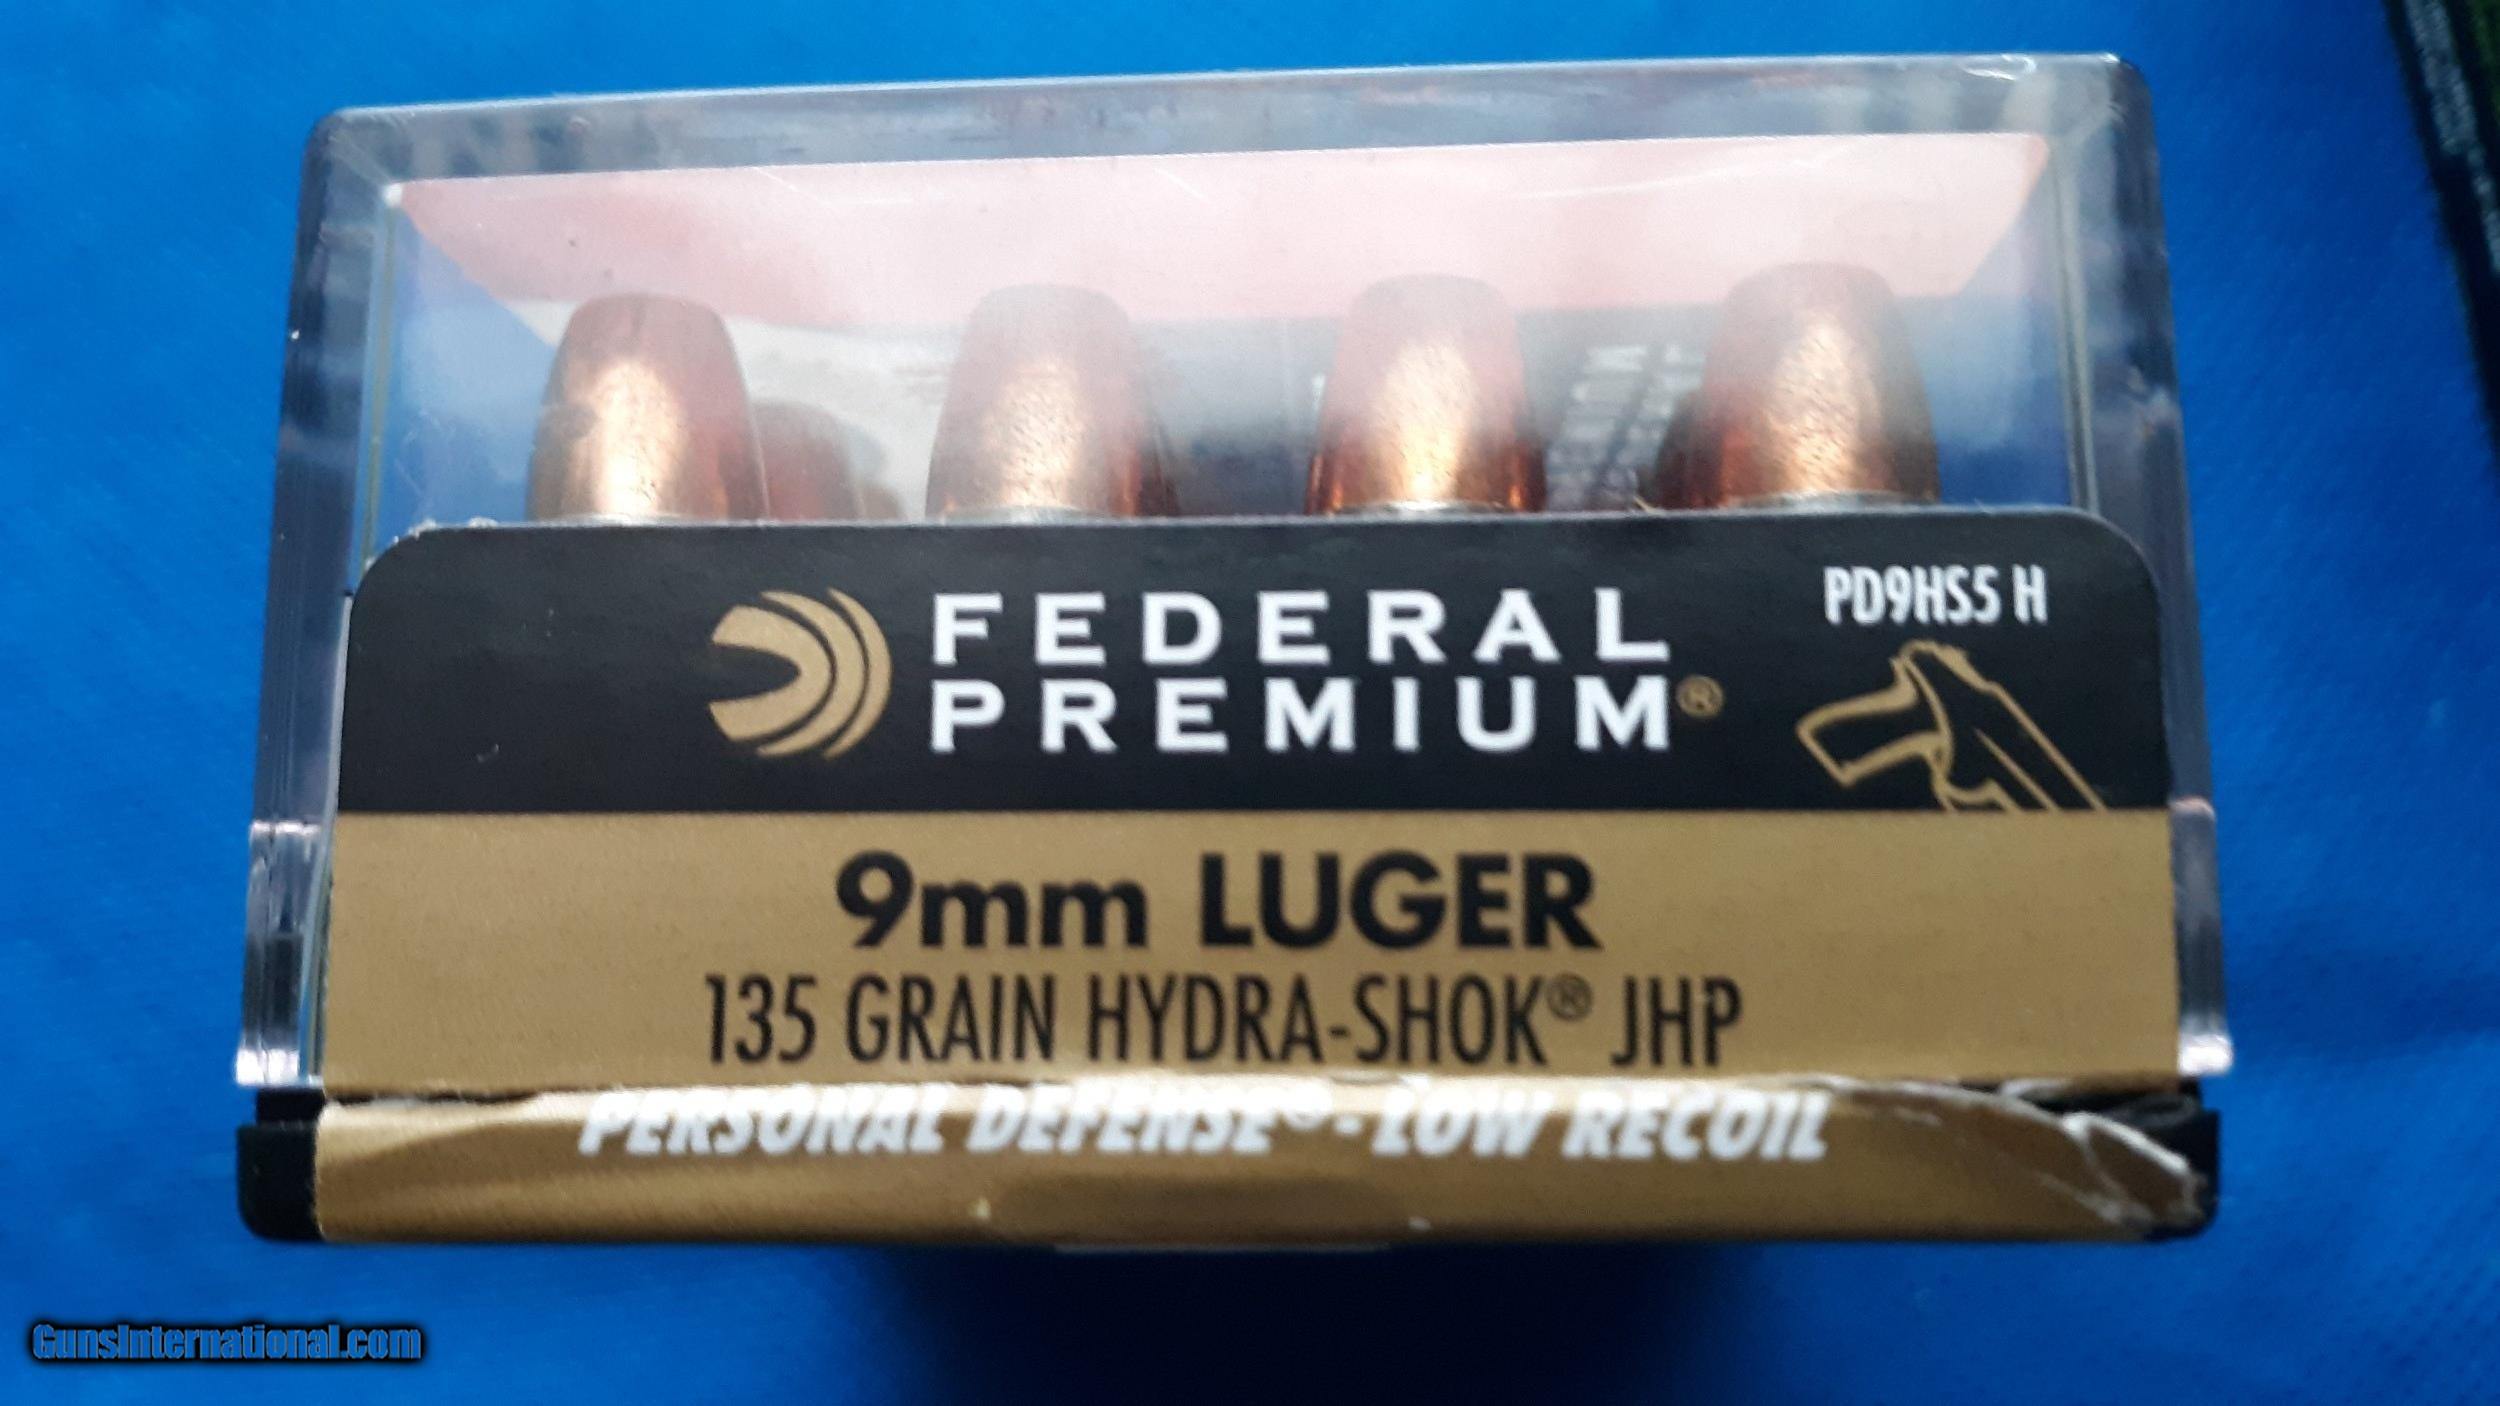 PD9HS5 H
FEDERAL
PREMIUM®
9mm LUGER
135 GRAIN HYDRA-SHOK® JHP
PERSONAL DEFENSE®-LOW RECOIL
GunsInternational.com